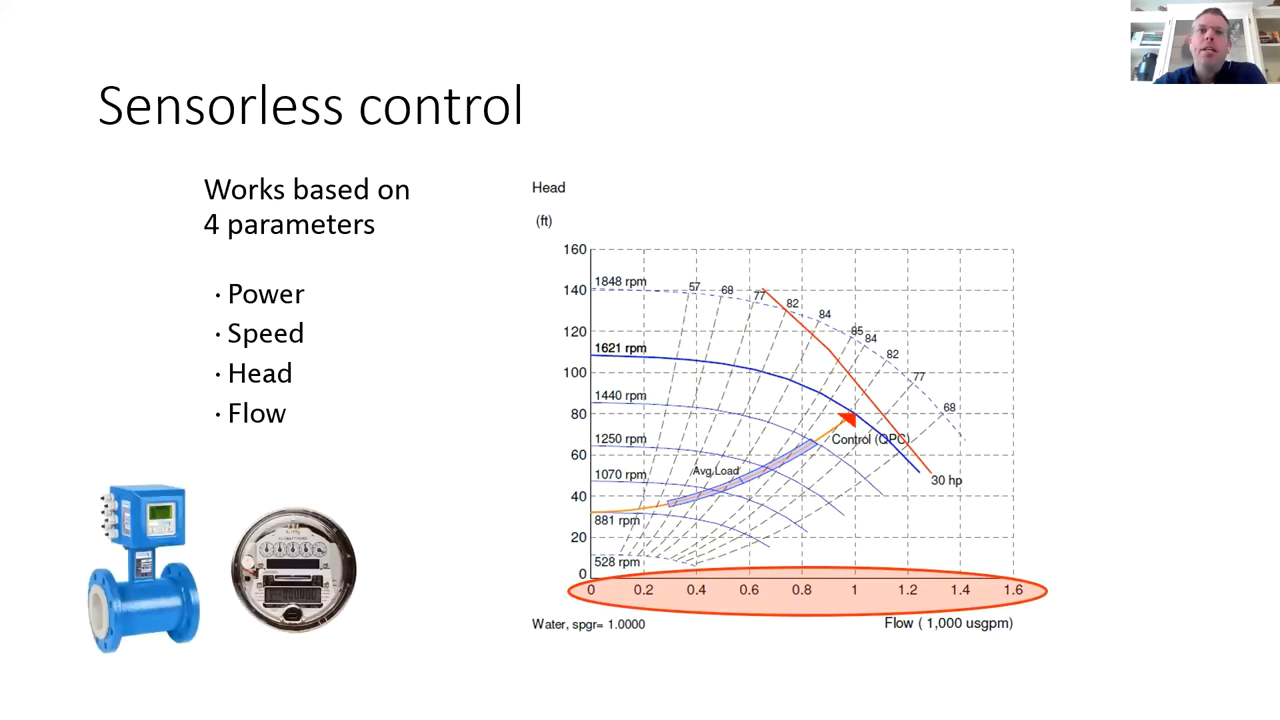 Sensorless control
Works based on
4 parameters
· Power
· Speed
· Head
· Flow
Head
(ft)
160
140
120
100
80
60
40
20
0
1848 rpm
1621 rpm
1440 rpm
1250 rpm
1070 rpm
881 rpm
528 rpm
57
68
77
82
84
85
84
82
77
68
Control (QPC)
Avg.Load
30 hp
0 0.2 0.4 0.6 0.8 1 1.2 1.4 1.6
Water, spgr= 1.0000
Flow ( 1,000 usgpm)